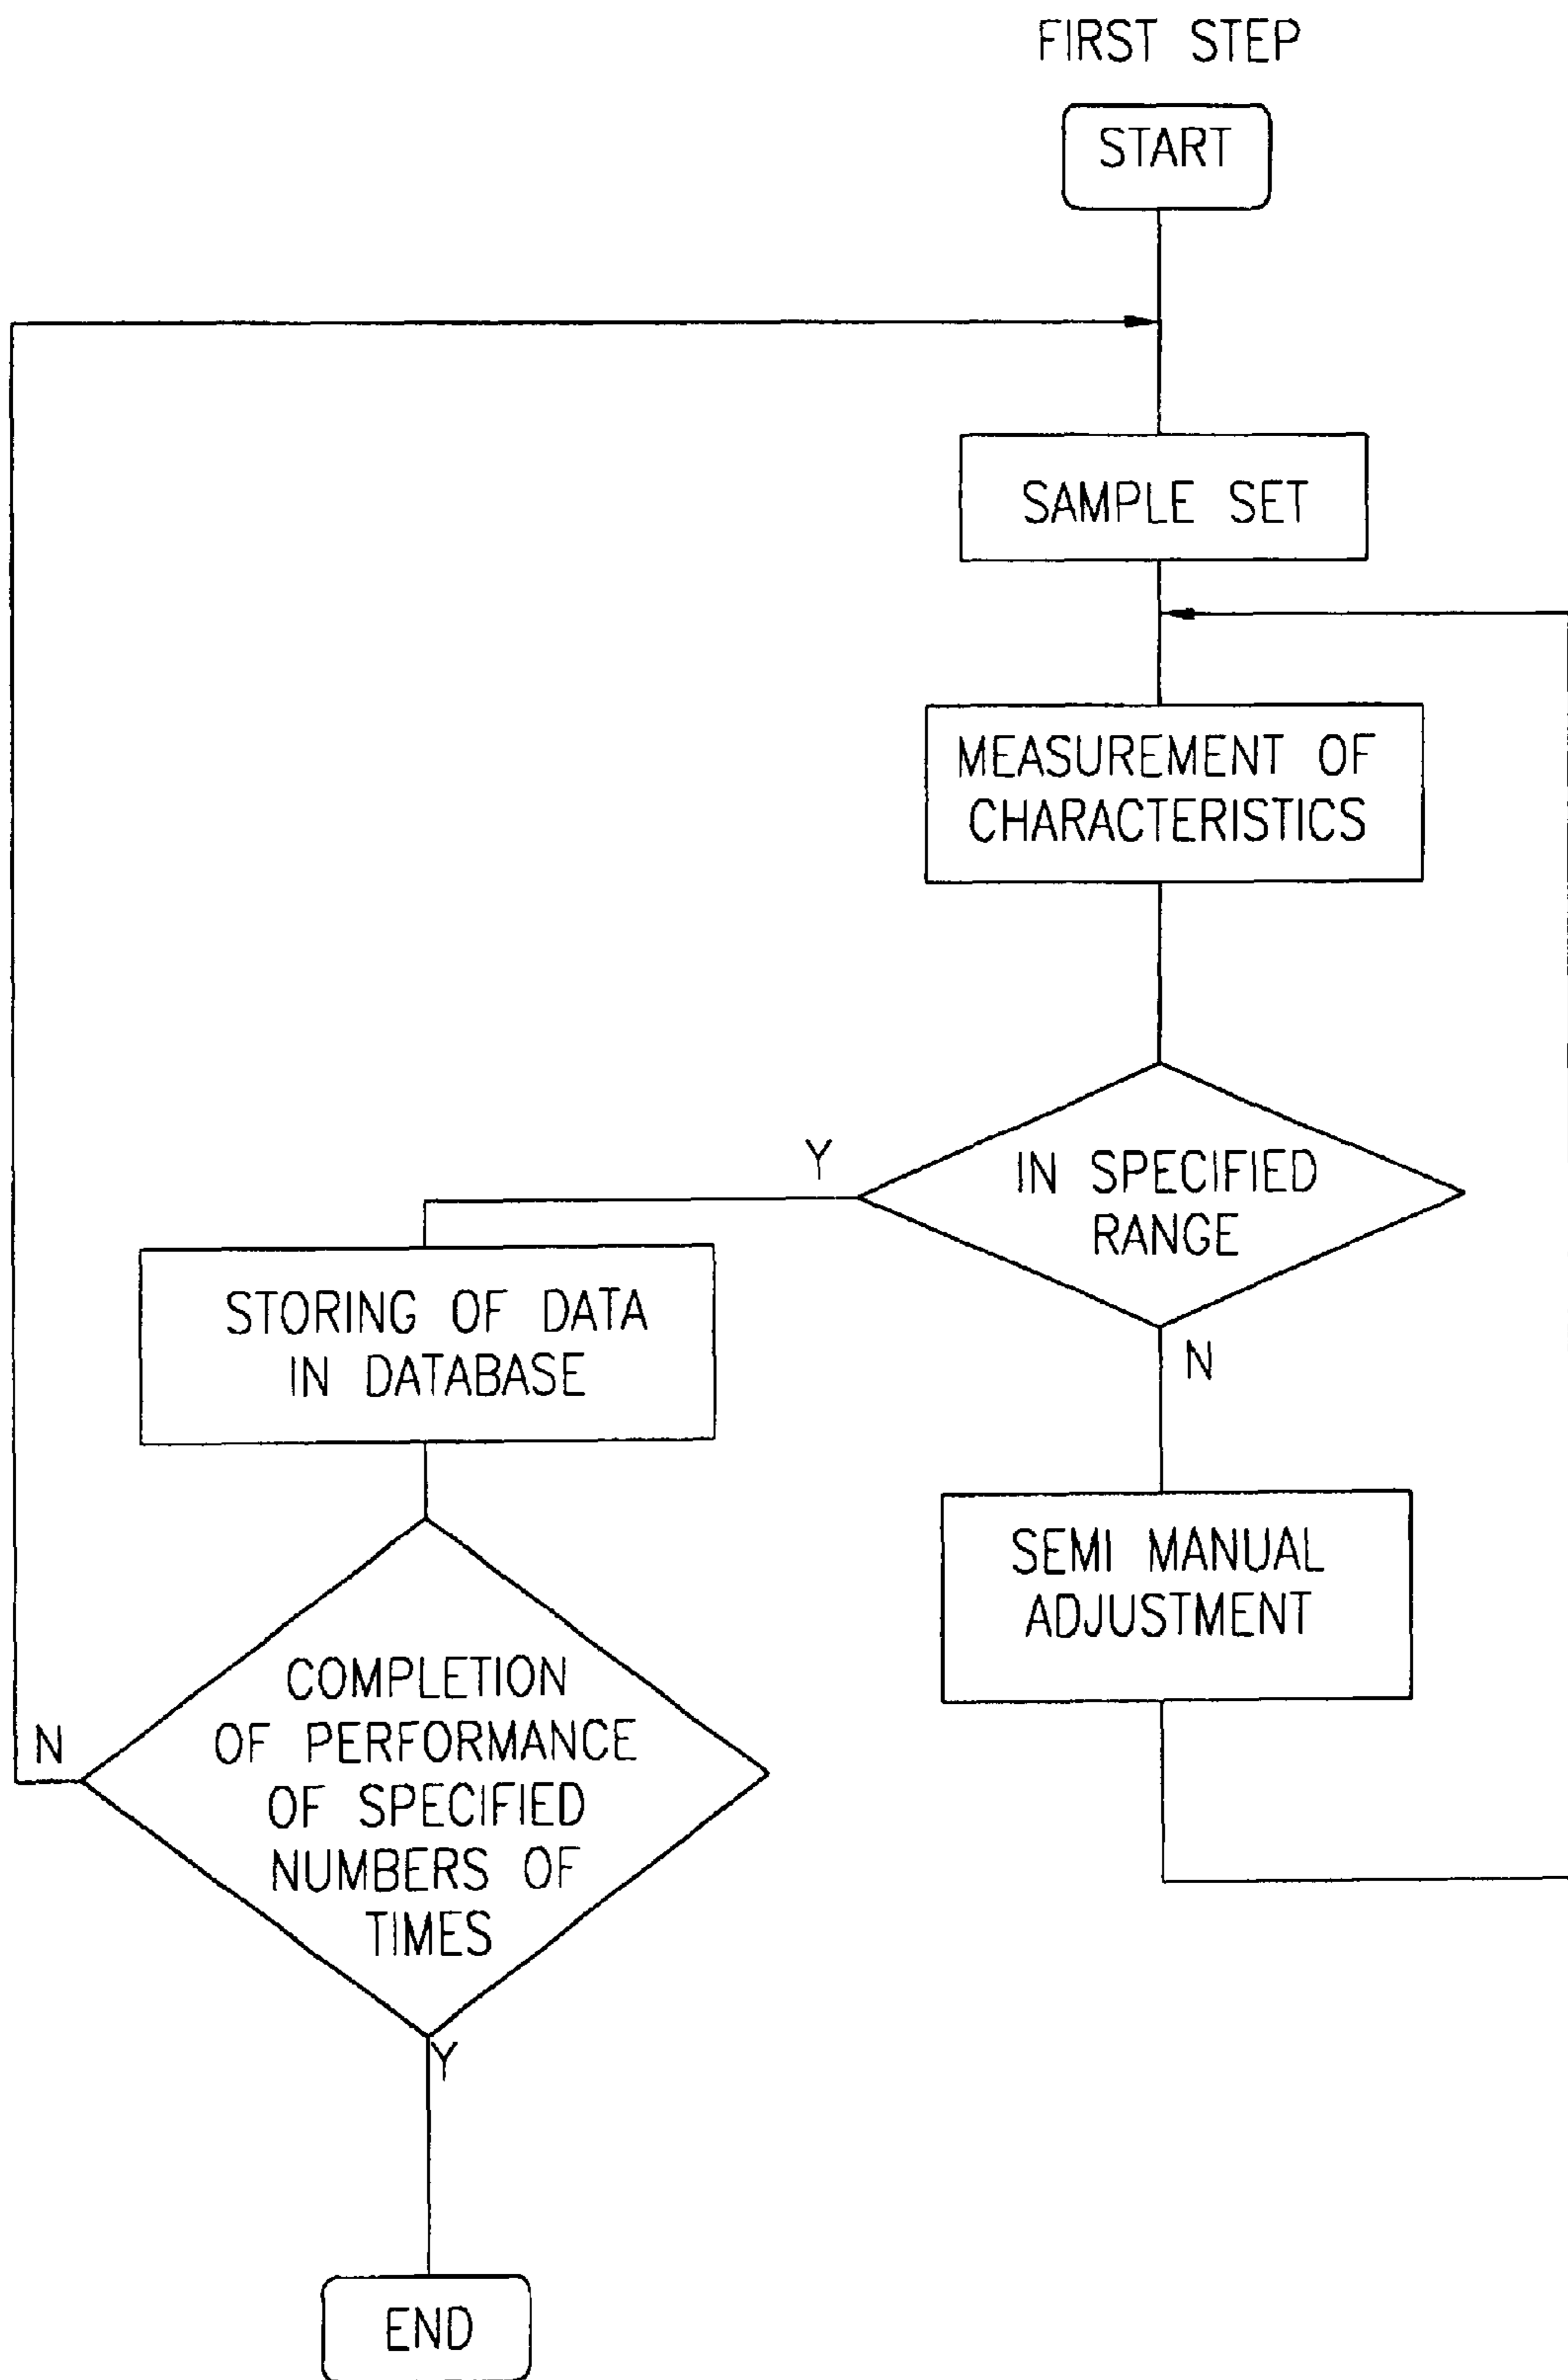 FIRST STEP
START
SAMPLE SET
MEASUREMENT OF
CHARACTERISTICS
IN SPECIFIED
RANGE
Y
N
STORING OF DATA
IN DATABASE
SEMI MANUAL
ADJUSTMENT
COMPLETION
OF PERFORMANCE
OF SPECIFIED
NUMBERS OF
TIMES
N
Y
END